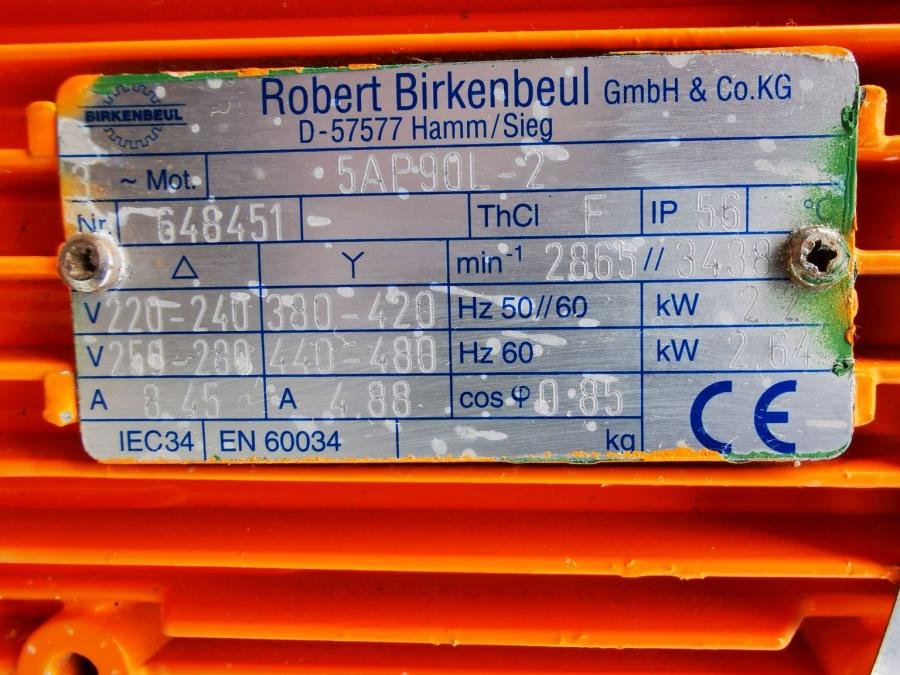 BIRKENBEUL
Robert Birkenbeul GmbH & Co.KG
D-57577 Hamm/Sieg
3 ~ Mot. 5AP90L-2
Nr. 648451 ThCl F IP 56 °C
Δ Y min-1 2865 // 3438
V 220-240 380-420 Hz 50//60 kW 2.2
V 250-280 440-480 Hz 60 kW 2.64
A 8.45 A 4.88 cos φ 0.85
IEC34 EN 60034 kg
CE